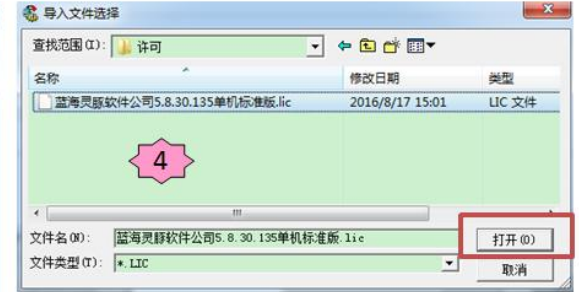 导入文件选择
查找范围(I): 许可
名称 修改日期 类型
蓝海灵豚软件公司5.8.30.135单机标准版.lic 2016/8/17 15:01 LIC 文件
4
文件名(N): 蓝海灵豚软件公司5.8.30.135单机标准版.lic 打开(O)
文件类型(T): *.LIC 取消